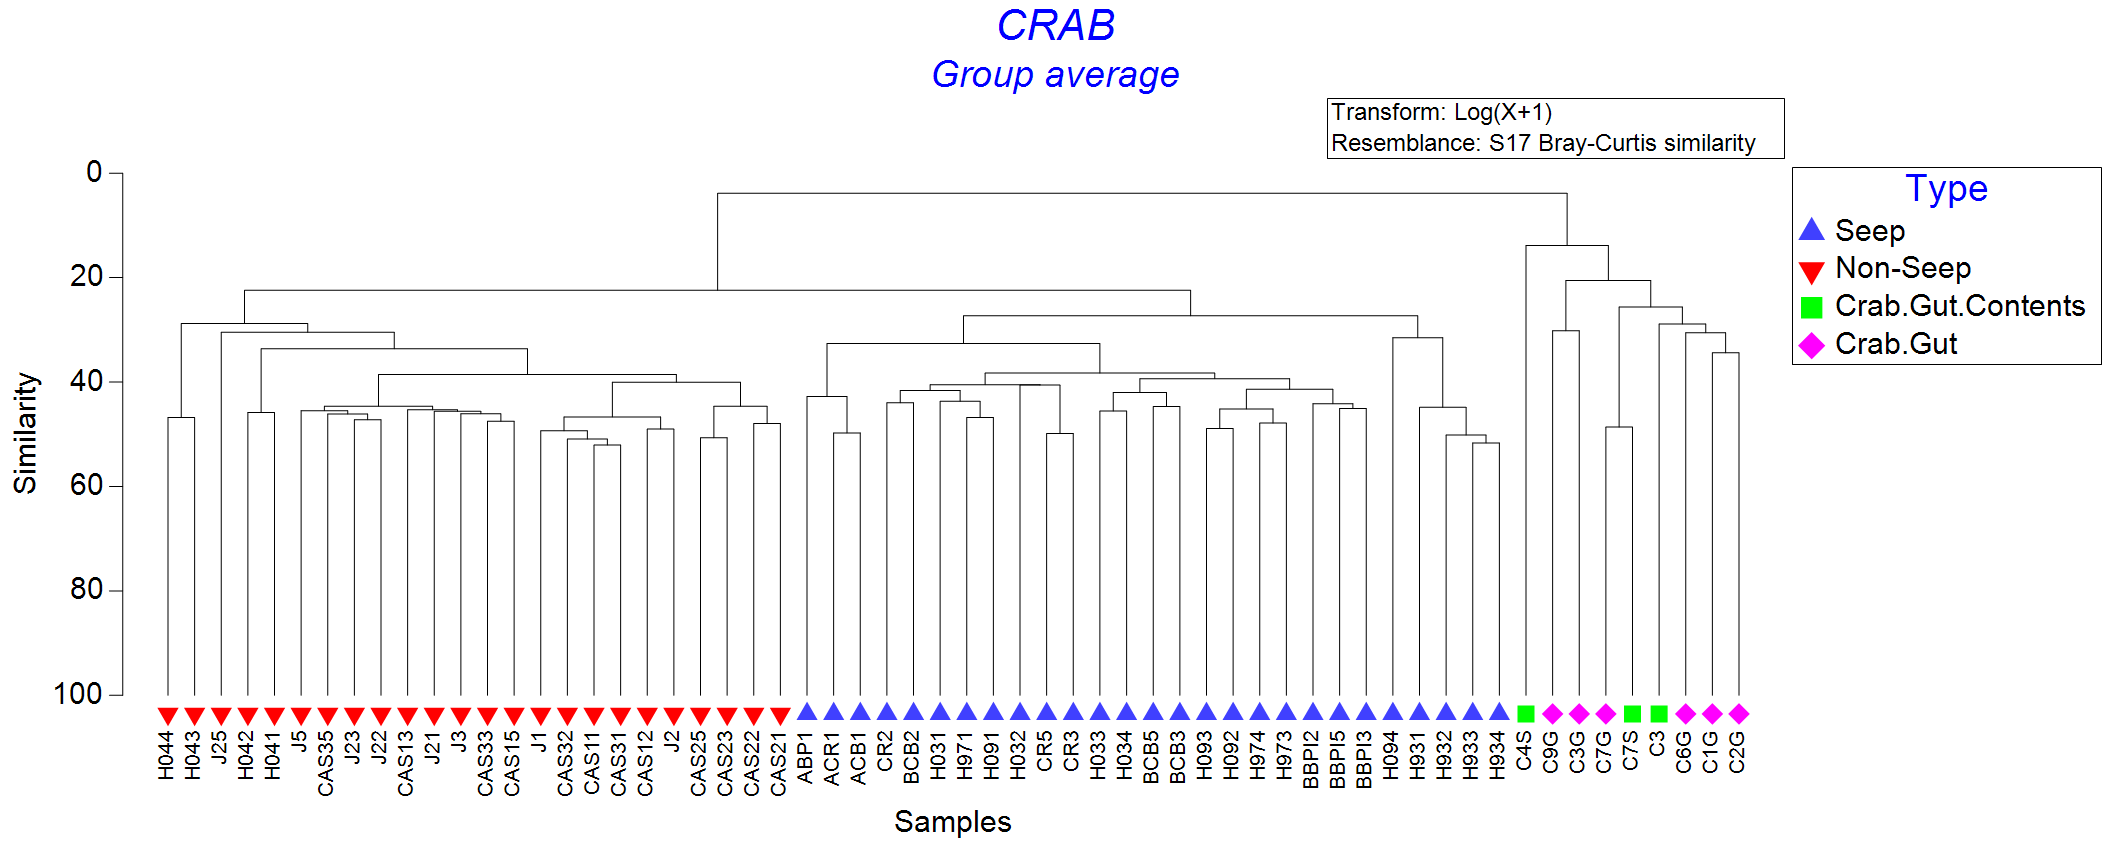 CRAB
Group average
Transform: Log(X+1)
Resemblance: S17 Bray-Curtis similarity
Type
Seep
Non-Seep
Crab.Gut.Contents
Crab.Gut
Similarity
0
20
40
60
80
100
H044
H043
J25
H042
H041
J5
CAS35
J23
J22
CAS13
J21
J3
CAS33
CAS15
J1
CAS32
CAS11
CAS31
CAS12
J2
CAS25
CAS23
CAS22
CAS21
ABP1
ACR1
ACB1
CR2
BCB2
H031
H971
H091
H032
CR5
CR3
H033
H034
BCB5
BCB3
H093
H092
H974
H973
BBPI2
BBPI5
BBPI3
H094
H931
H932
H933
H934
C4S
C9G
C3G
C7G
C7S
C3
C6G
C1G
C2G
Samples